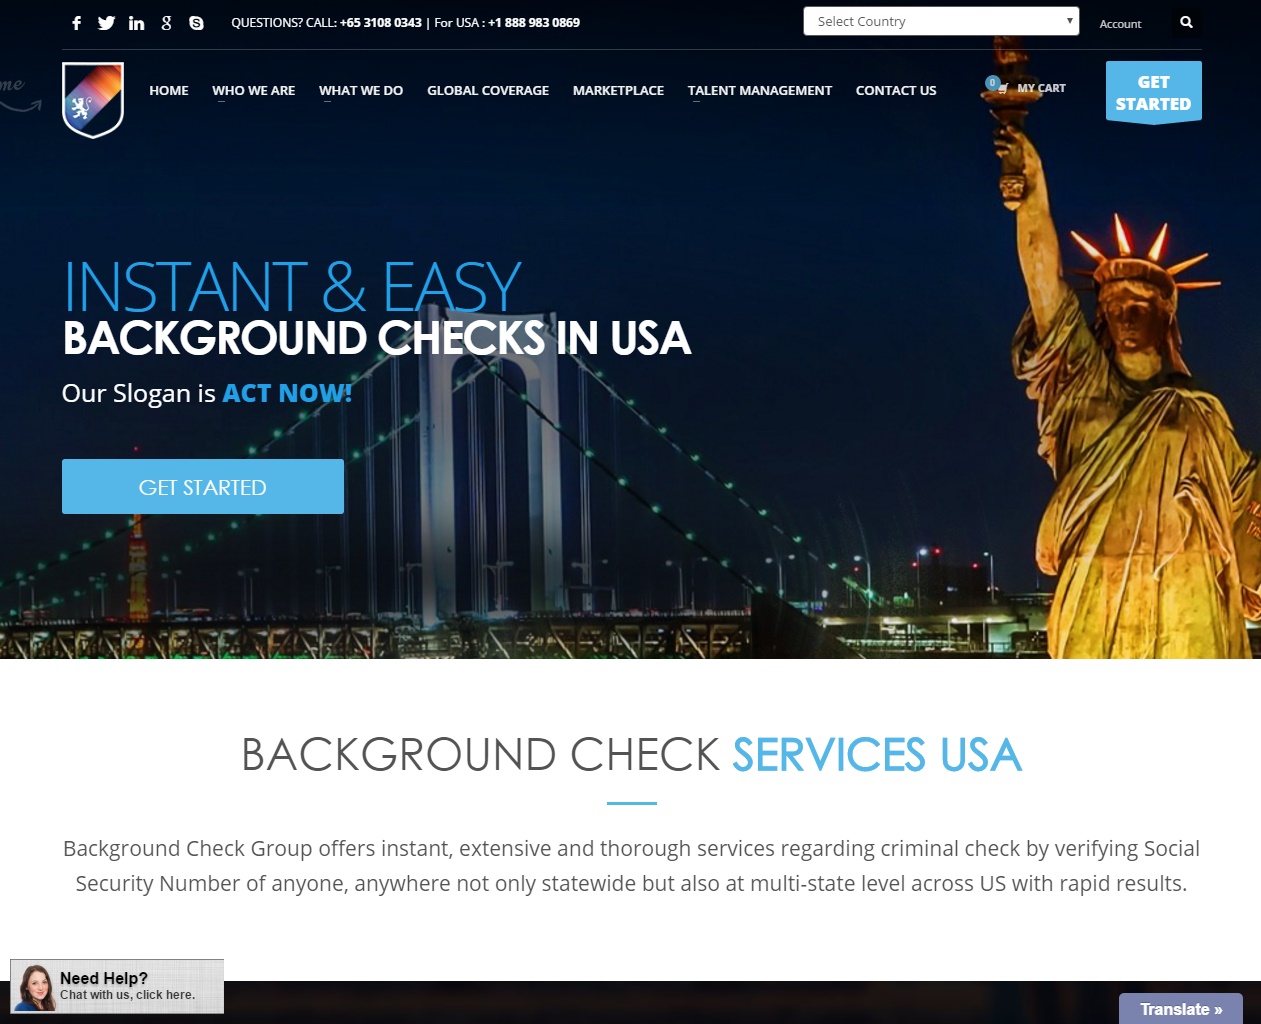 QUESTIONS? CALL: +65 3108 0343 | For USA : +1 888 983 0869
Select Country
Account
HOME
WHO WE ARE
WHAT WE DO
GLOBAL COVERAGE
MARKETPLACE
TALENT MANAGEMENT
CONTACT US
0
MY CART
GET
STARTED
INSTANT & EASY
BACKGROUND CHECKS IN USA
Our Slogan is ACT NOW!
GET STARTED
BACKGROUND CHECK SERVICES USA
Background Check Group offers instant, extensive and thorough services regarding criminal check by verifying Social
Security Number of anyone, anywhere not only statewide but also at multi-state level across US with rapid results.
Need Help?
Chat with us, click here.
Translate »